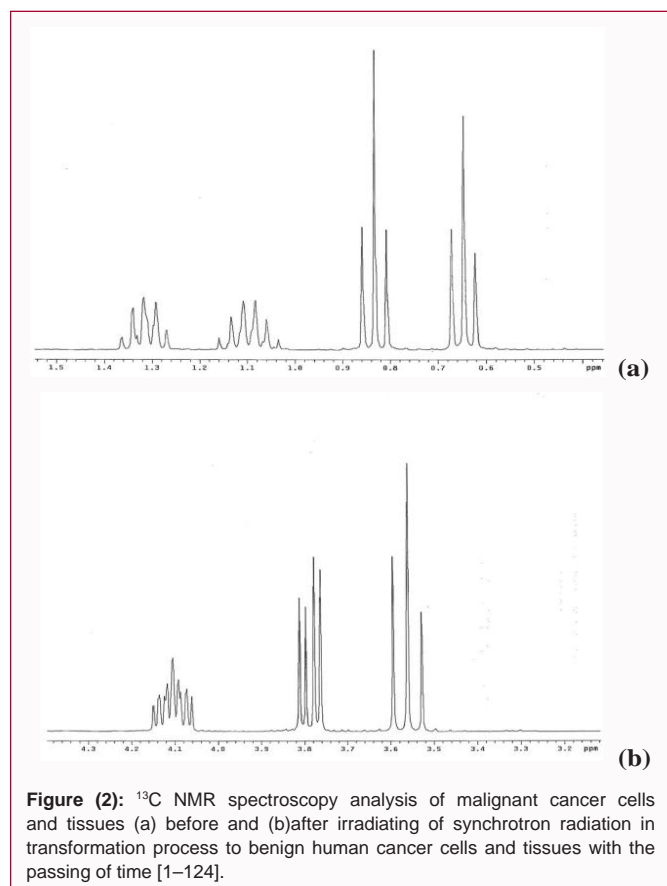 1.5 1.4 1.3 1.2 1.1 1.0 0.9 0.8 0.7 0.6 0.5 ppm
(a)
4.3 4.2 4.1 4.0 3.9 3.8 3.7 3.6 3.5 3.4 3.3 3.2 ppm
(b)
Figure (2): ¹³C NMR spectroscopy analysis of malignant cancer cells
and tissues (a) before and (b)after irradiating of synchrotron radiation in
transformation process to benign human cancer cells and tissues with the
passing of time [1–124].